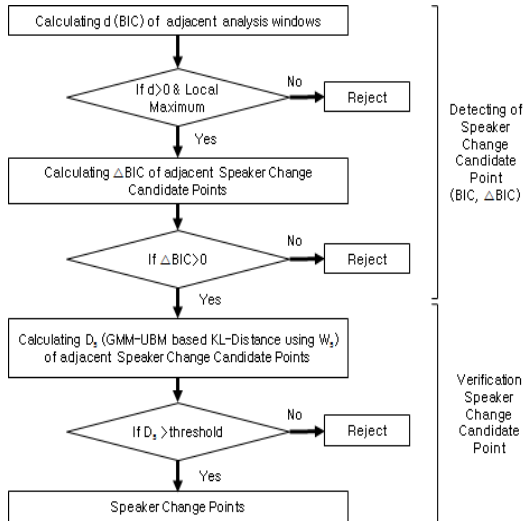 Calculating d (BIC) of adjacent analysis windows
If d>0 & Local
Maximum
No
Reject
Yes
Calculating △BIC of adjacent Speaker Change
Candidate Points
If △BIC>0
No
Reject
Yes
Detecting of
Speaker
Change
Candidate
Point
(BIC, △BIC)
Calculating Dₛ (GMM-UBM based KL-Distance using Wₛ)
of adjacent Speaker Change Candidate Points
If Dₛ >threshold
No
Reject
Yes
Speaker Change Points
Verification
Speaker
Change
Candidate
Point